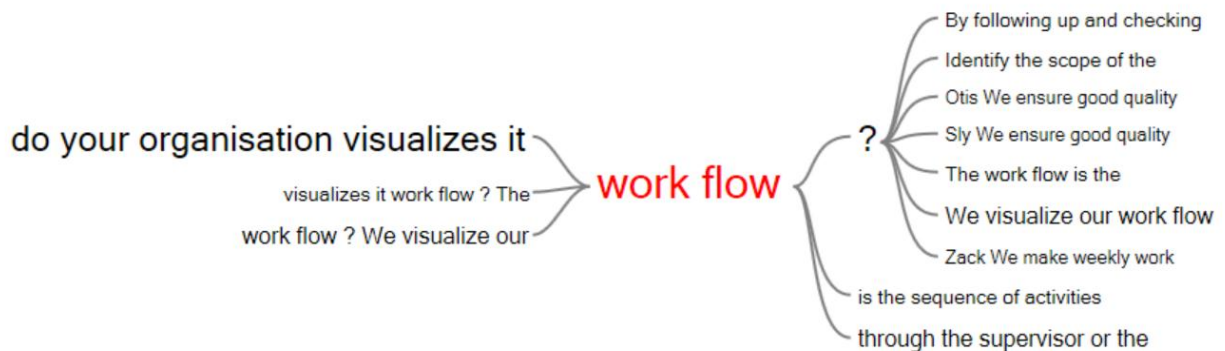 do your organisation visualizes it
visualizes it work flow ? The
work flow ? We visualize our
work flow
?
By following up and checking
Identify the scope of the
Otis We ensure good quality
Sly We ensure good quality
The work flow is the
We visualize our work flow
Zack We make weekly work
is the sequence of activities
through the supervisor or the